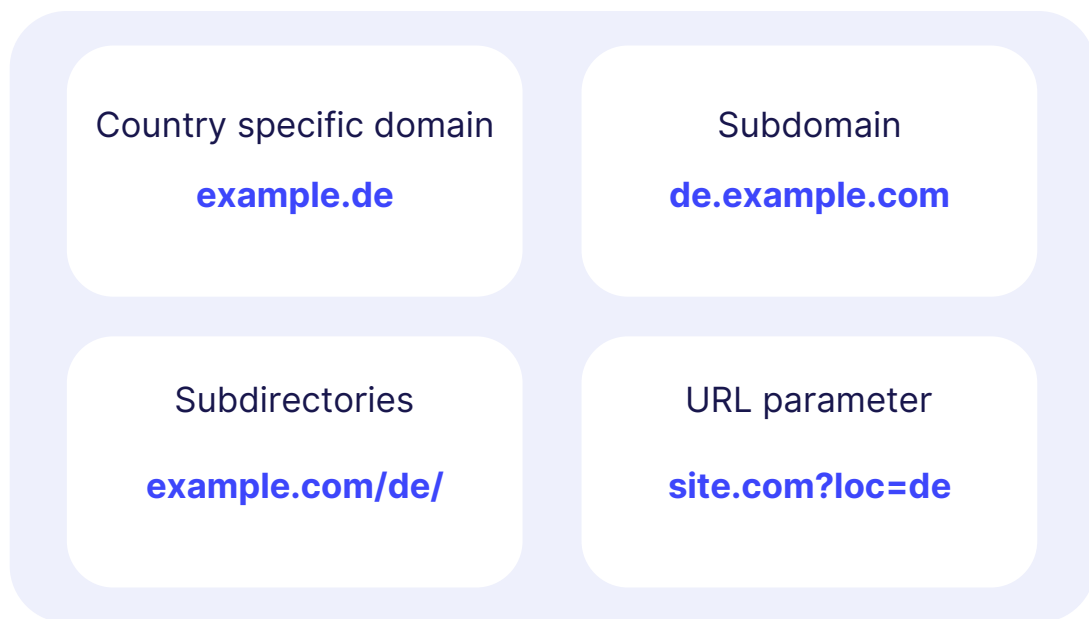 Country specific domain
example.de
Subdomain
de.example.com
Subdirectories
example.com/de/
URL parameter
site.com?loc=de